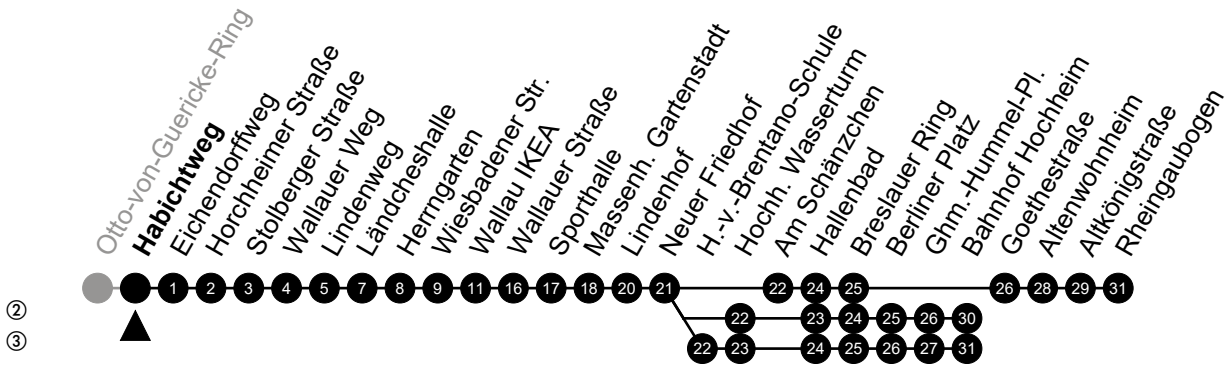 Otto-von-Guericke-Ring
Habichtweg
Eichendorffweg
Horchheimer Straße
Stolberger Straße
Wallauer Weg
Lindenweg
Ländcheshalle
Herrngarten
Wiesbadener Str.
Wallau IKEA
Wallauer Straße
Sporthalle
Massenh. Gartenstadt
Lindenhof
Neuer Friedhof
H.-v.-Brentano-Schule
Hochh. Wasserturm
Am Schänzchen
Hallenbad
Breslauer Ring
Berliner Platz
Ghm.-Hummel-Pl.
Bahnhof Hochheim
Goethestraße
Altenwohnheim
Altkönigstraße
Rheingaubogen
1 2 3 4 5 7 8 9 11 16 17 18 20 21 22 24 25 26 28 29 31
② 22 23 24 25 26 30
③ 22 23 24 25 26 27 31